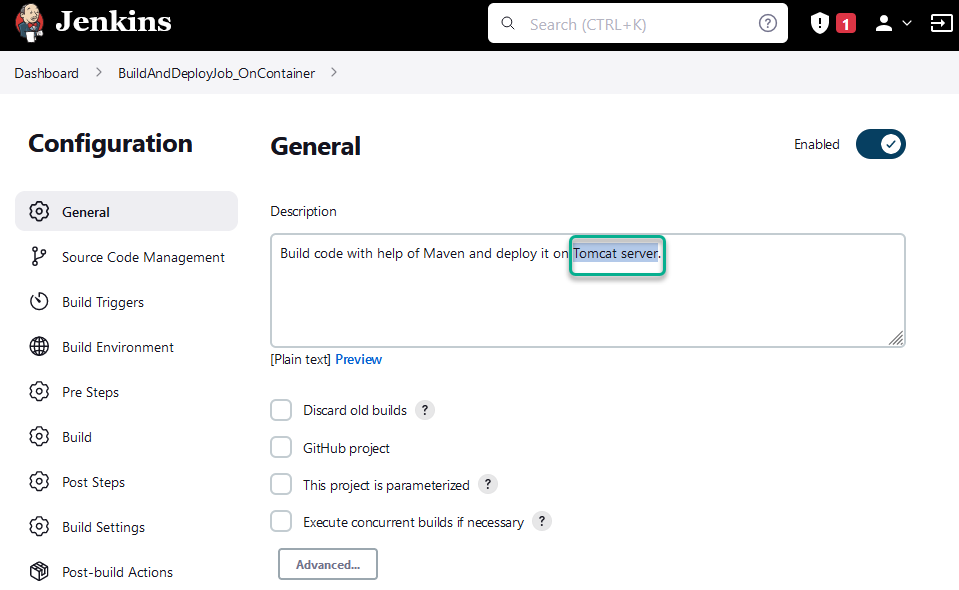 Jenkins
Search (CTRL+K)
?
1
Dashboard
BuildAndDeployJob_OnContainer
Configuration
General
Source Code Management
Build Triggers
Build Environment
Pre Steps
Build
Post Steps
Build Settings
Post-build Actions
General
Enabled
Description
Build code with help of Maven and deploy it on Tomcat server.
[Plain text] Preview
Discard old builds ?
GitHub project
This project is parameterized ?
Execute concurrent builds if necessary ?
Advanced...